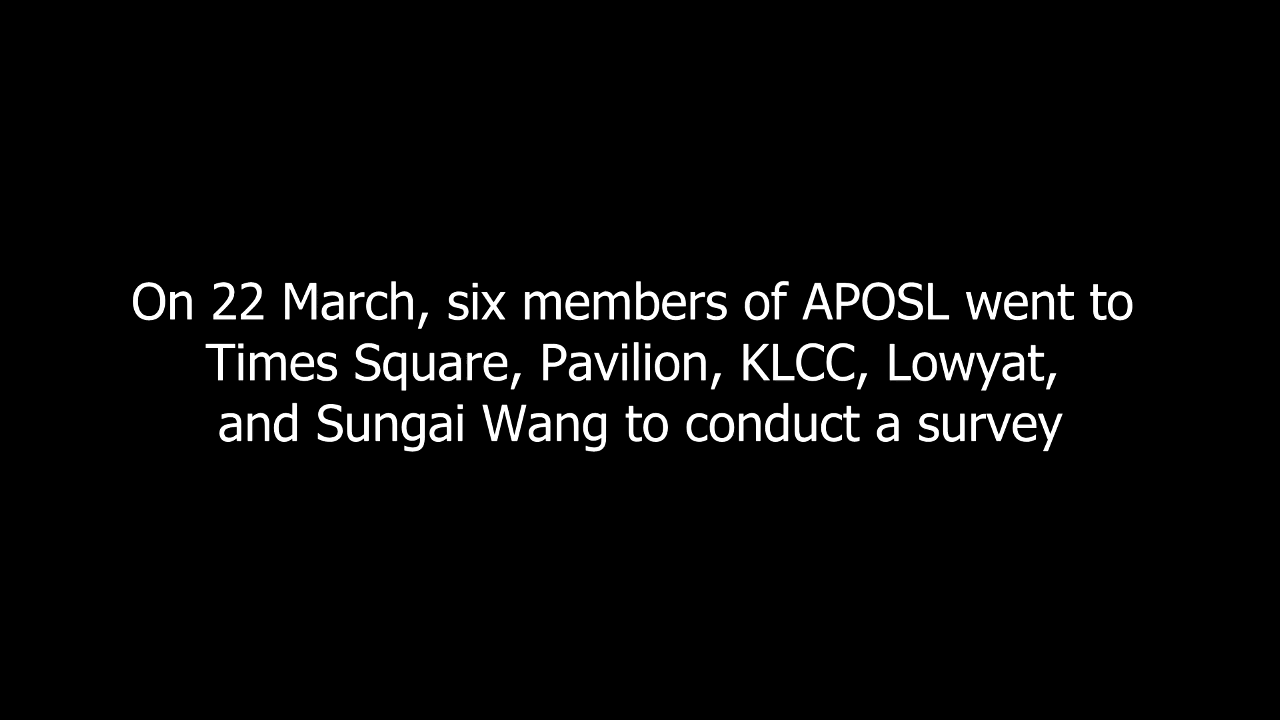 On 22 March, six members of APOSL went to
Times Square, Pavilion, KLCC, Lowyat,
and Sungai Wang to conduct a survey